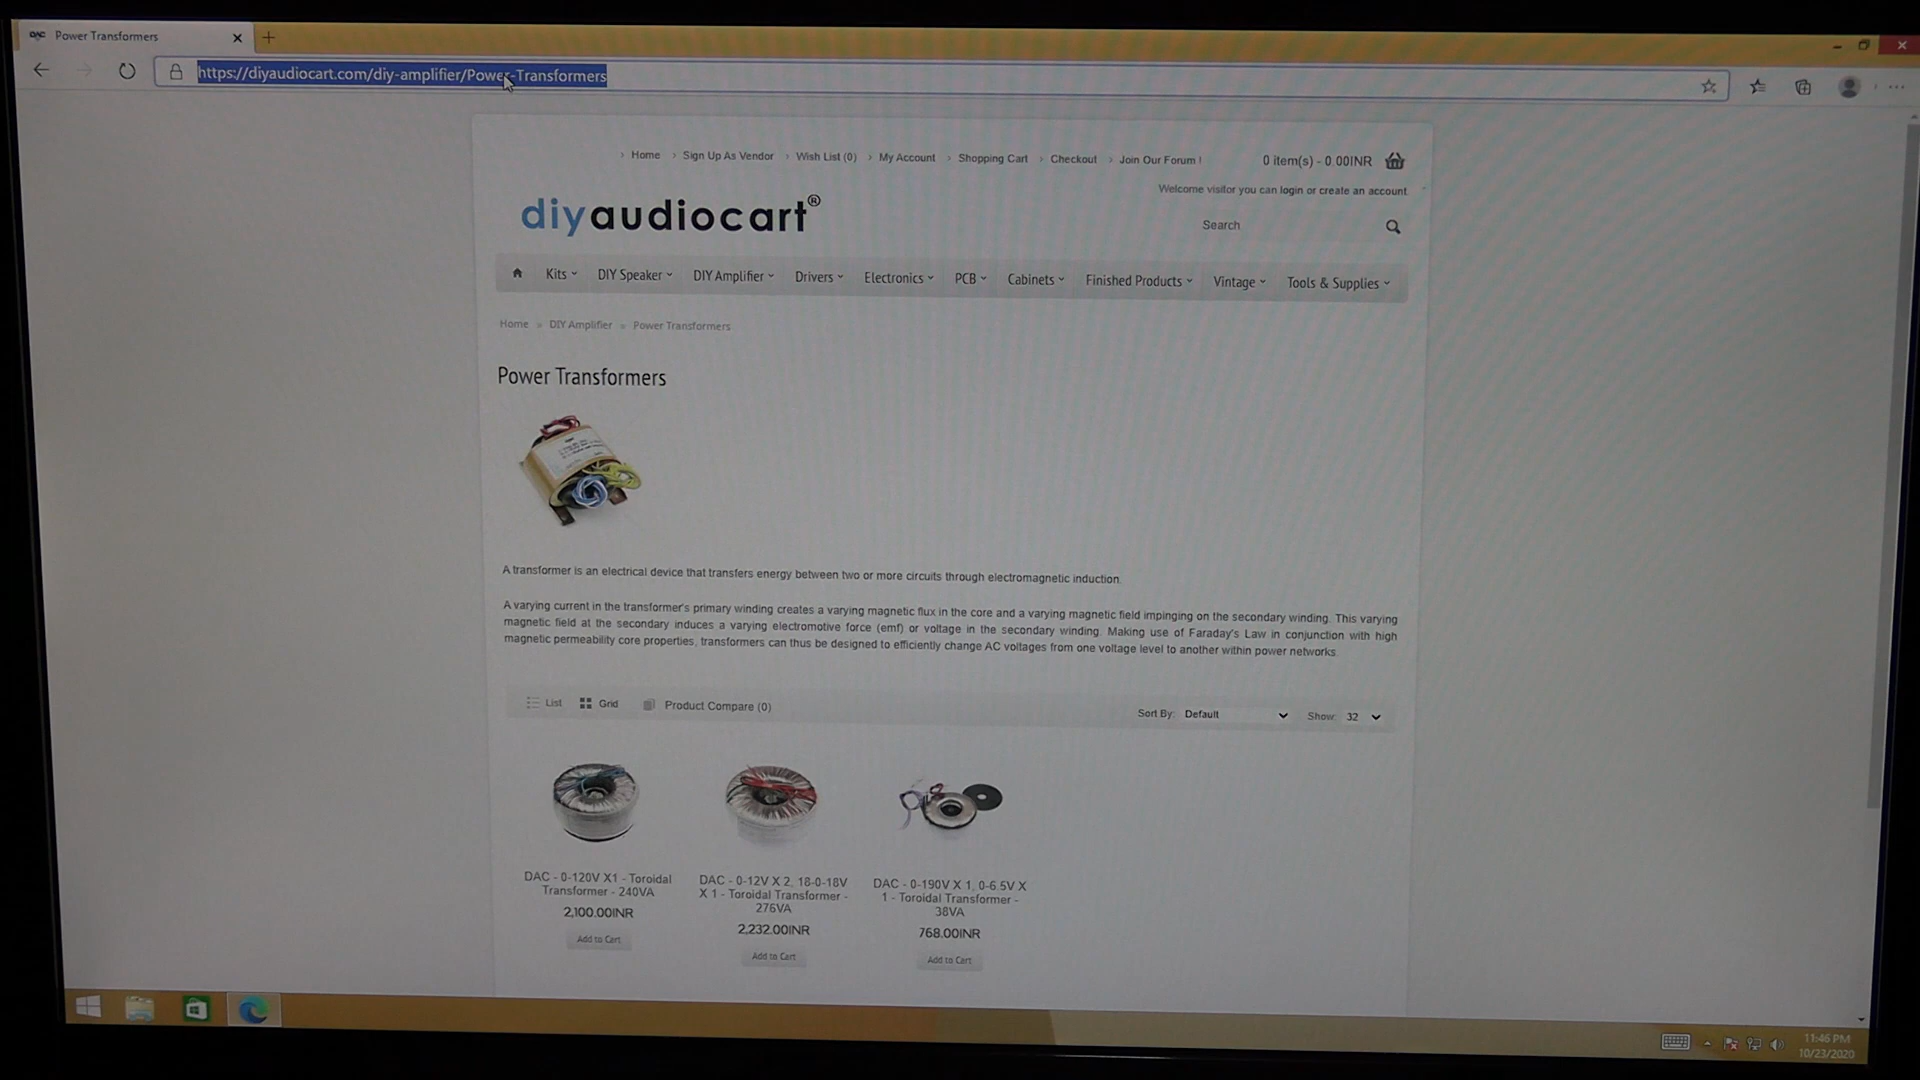 DAC Power Transformers
https://diyaudiocart.com/diy-amplifier/Power-Transformers
Home Sign Up As Vendor Wish List (0) My Account Shopping Cart Checkout Join Our Forum ! 0 item(s) - 0.00INR
Welcome visitor you can login or create an account.
diyaudiocart®
Search
Kits DIY Speaker DIY Amplifier Drivers Electronics PCB Cabinets Finished Products Vintage Tools & Supplies
Home » DIY Amplifier » Power Transformers
Power Transformers
A transformer is an electrical device that transfers energy between two or more circuits through electromagnetic induction.
A varying current in the transformer's primary winding creates a varying magnetic flux in the core and a varying magnetic field impinging on the secondary winding. This varying
magnetic field at the secondary induces a varying electromotive force (emf) or voltage in the secondary winding. Making use of Faraday's Law in conjunction with high
magnetic permeability core properties, transformers can thus be designed to efficiently change AC voltages from one voltage level to another within power networks.
List Grid Product Compare (0) Sort By: Default Show: 32
DAC - 0-120V X1 - Toroidal
Transformer - 240VA
2,100.00INR
Add to Cart
DAC - 0-12V X 2, 18-0-18V
X 1 - Toroidal Transformer -
276VA
2,232.00INR
Add to Cart
DAC - 0-190V X 1, 0-6.5V X
1 - Toroidal Transformer -
38VA
768.00INR
Add to Cart
11:46 PM
10/23/2020